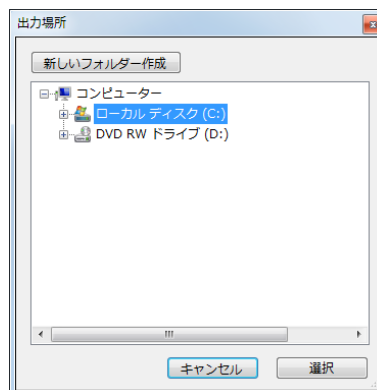 出力場所
新しいフォルダー作成
コンピューター
ローカル ディスク (C:)
DVD RW ドライブ (D:)
キャンセル
選択